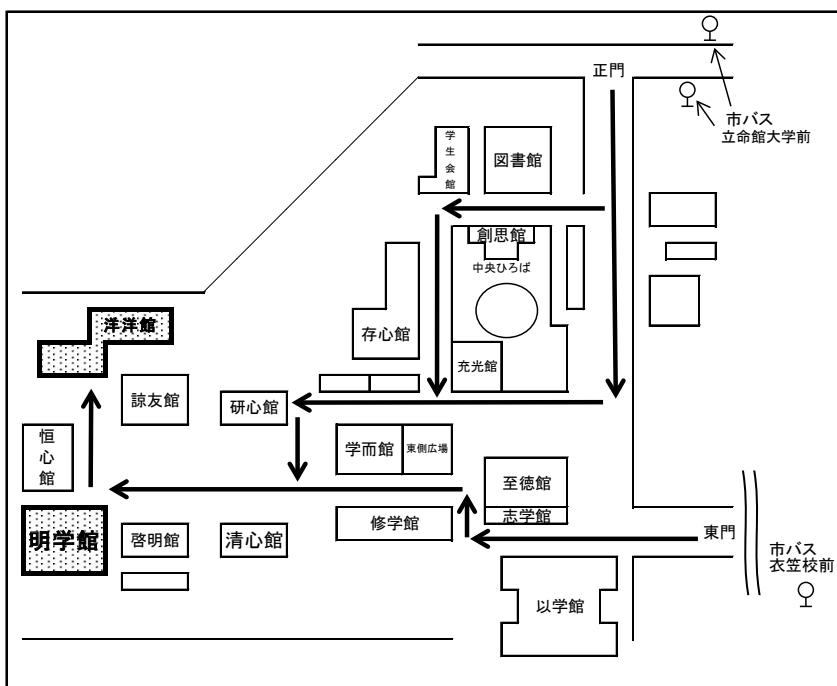 正門
市バス
立命館大学前
学生会館
図書館
創思館
中央ひろば
洋洋館
存心館
充光館
諒友館
研心館
恒心館
学而館
東側広場
至徳館
志学館
明学館
啓明館
清心館
修学館
東門
市バス
衣笠校前
以学館